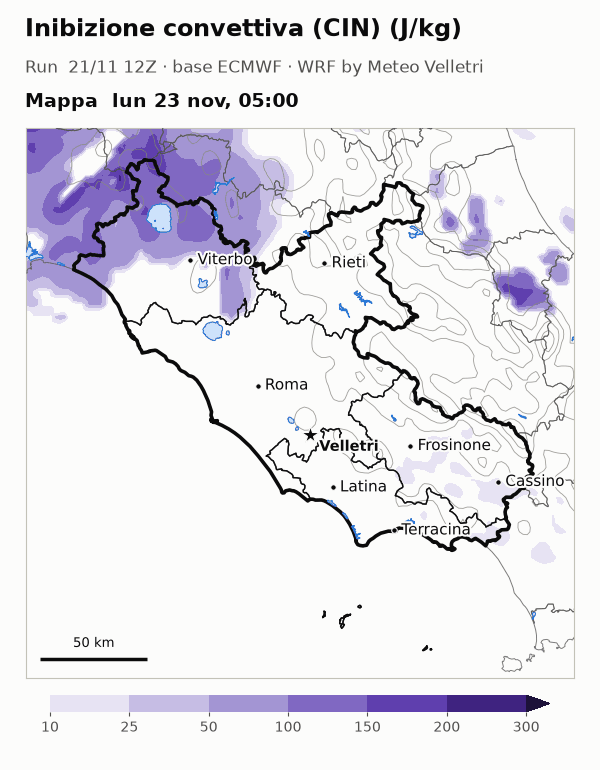 Inibizione convettiva (CIN) (J/kg)
Run  21/11 12Z · base ECMWF · WRF by Meteo Velletri
Mappa  lun 23 nov, 05:00
Viterbo
Rieti
Roma
Velletri
Frosinone
Cassino
Latina
Terracina
50 km
10 25 50 100 150 200 300